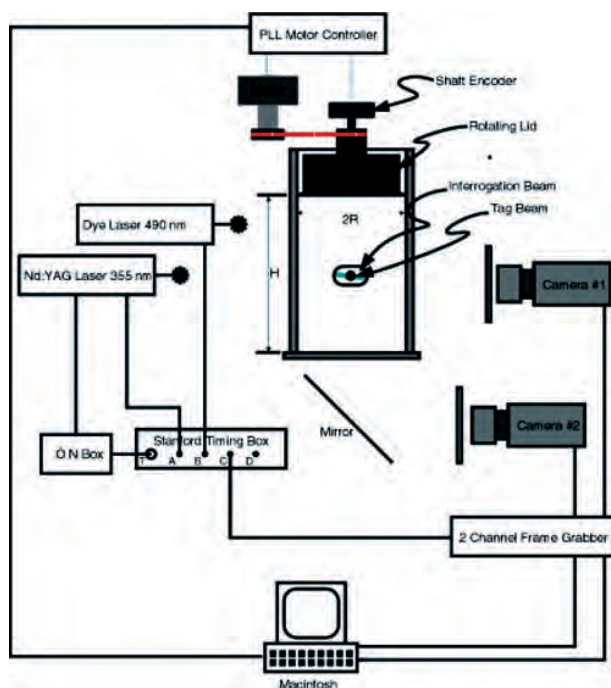 PLL Motor Controller
Shaft Encoder
Rotating Lid
Interrogation Beam
Tag Beam
2R
Dye Laser 490 nm
H
Nd:YAG Laser 355 nm
Camera #1
Camera #2
Mirror
Stanford Timing Box
T A B C D
O N Box
2 Channel Frame Grabber
Macintosh